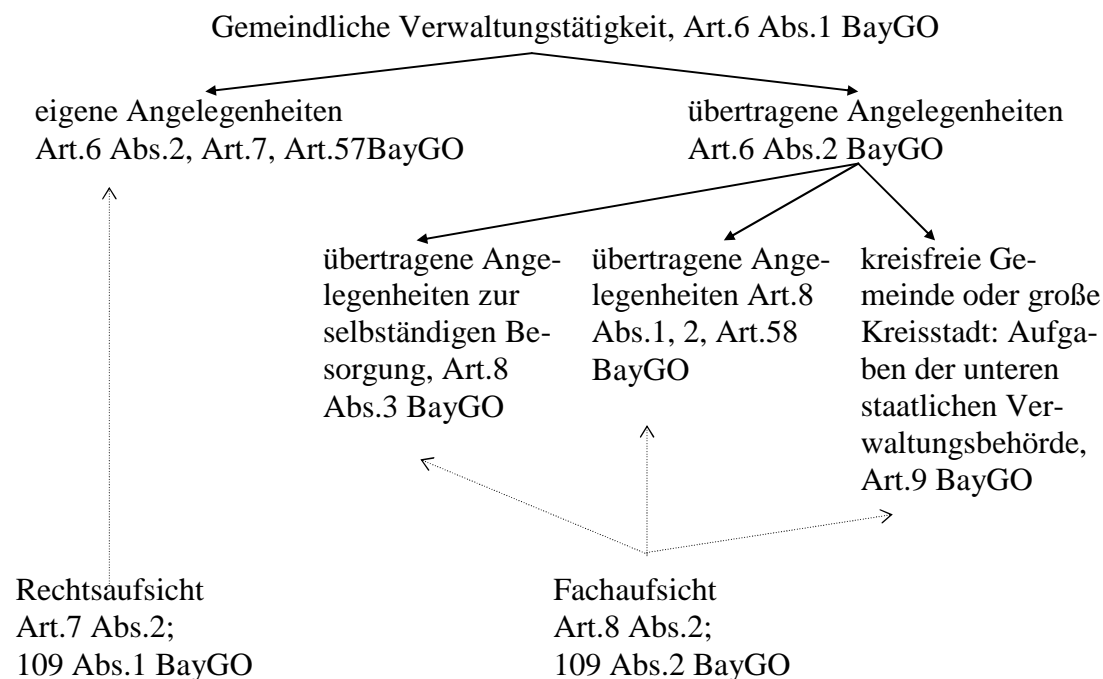 Gemeindliche Verwaltungstätigkeit, Art.6 Abs.1 BayGO
eigene Angelegenheiten
Art.6 Abs.2, Art.7, Art.57BayGO
übertragene Angelegenheiten
Art.6 Abs.2 BayGO
übertragene Ange-
legenheiten zur
selbständigen Be-
sorgung, Art.8
Abs.3 BayGO
übertragene Ange-
legenheiten Art.8
Abs.1, 2, Art.58
BayGO
kreisfreie Ge-
meinde oder große
Kreisstadt: Aufga-
ben der unteren
staatlichen Ver-
waltungsbehörde,
Art.9 BayGO
Rechtsaufsicht
Art.7 Abs.2;
109 Abs.1 BayGO
Fachaufsicht
Art.8 Abs.2;
109 Abs.2 BayGO